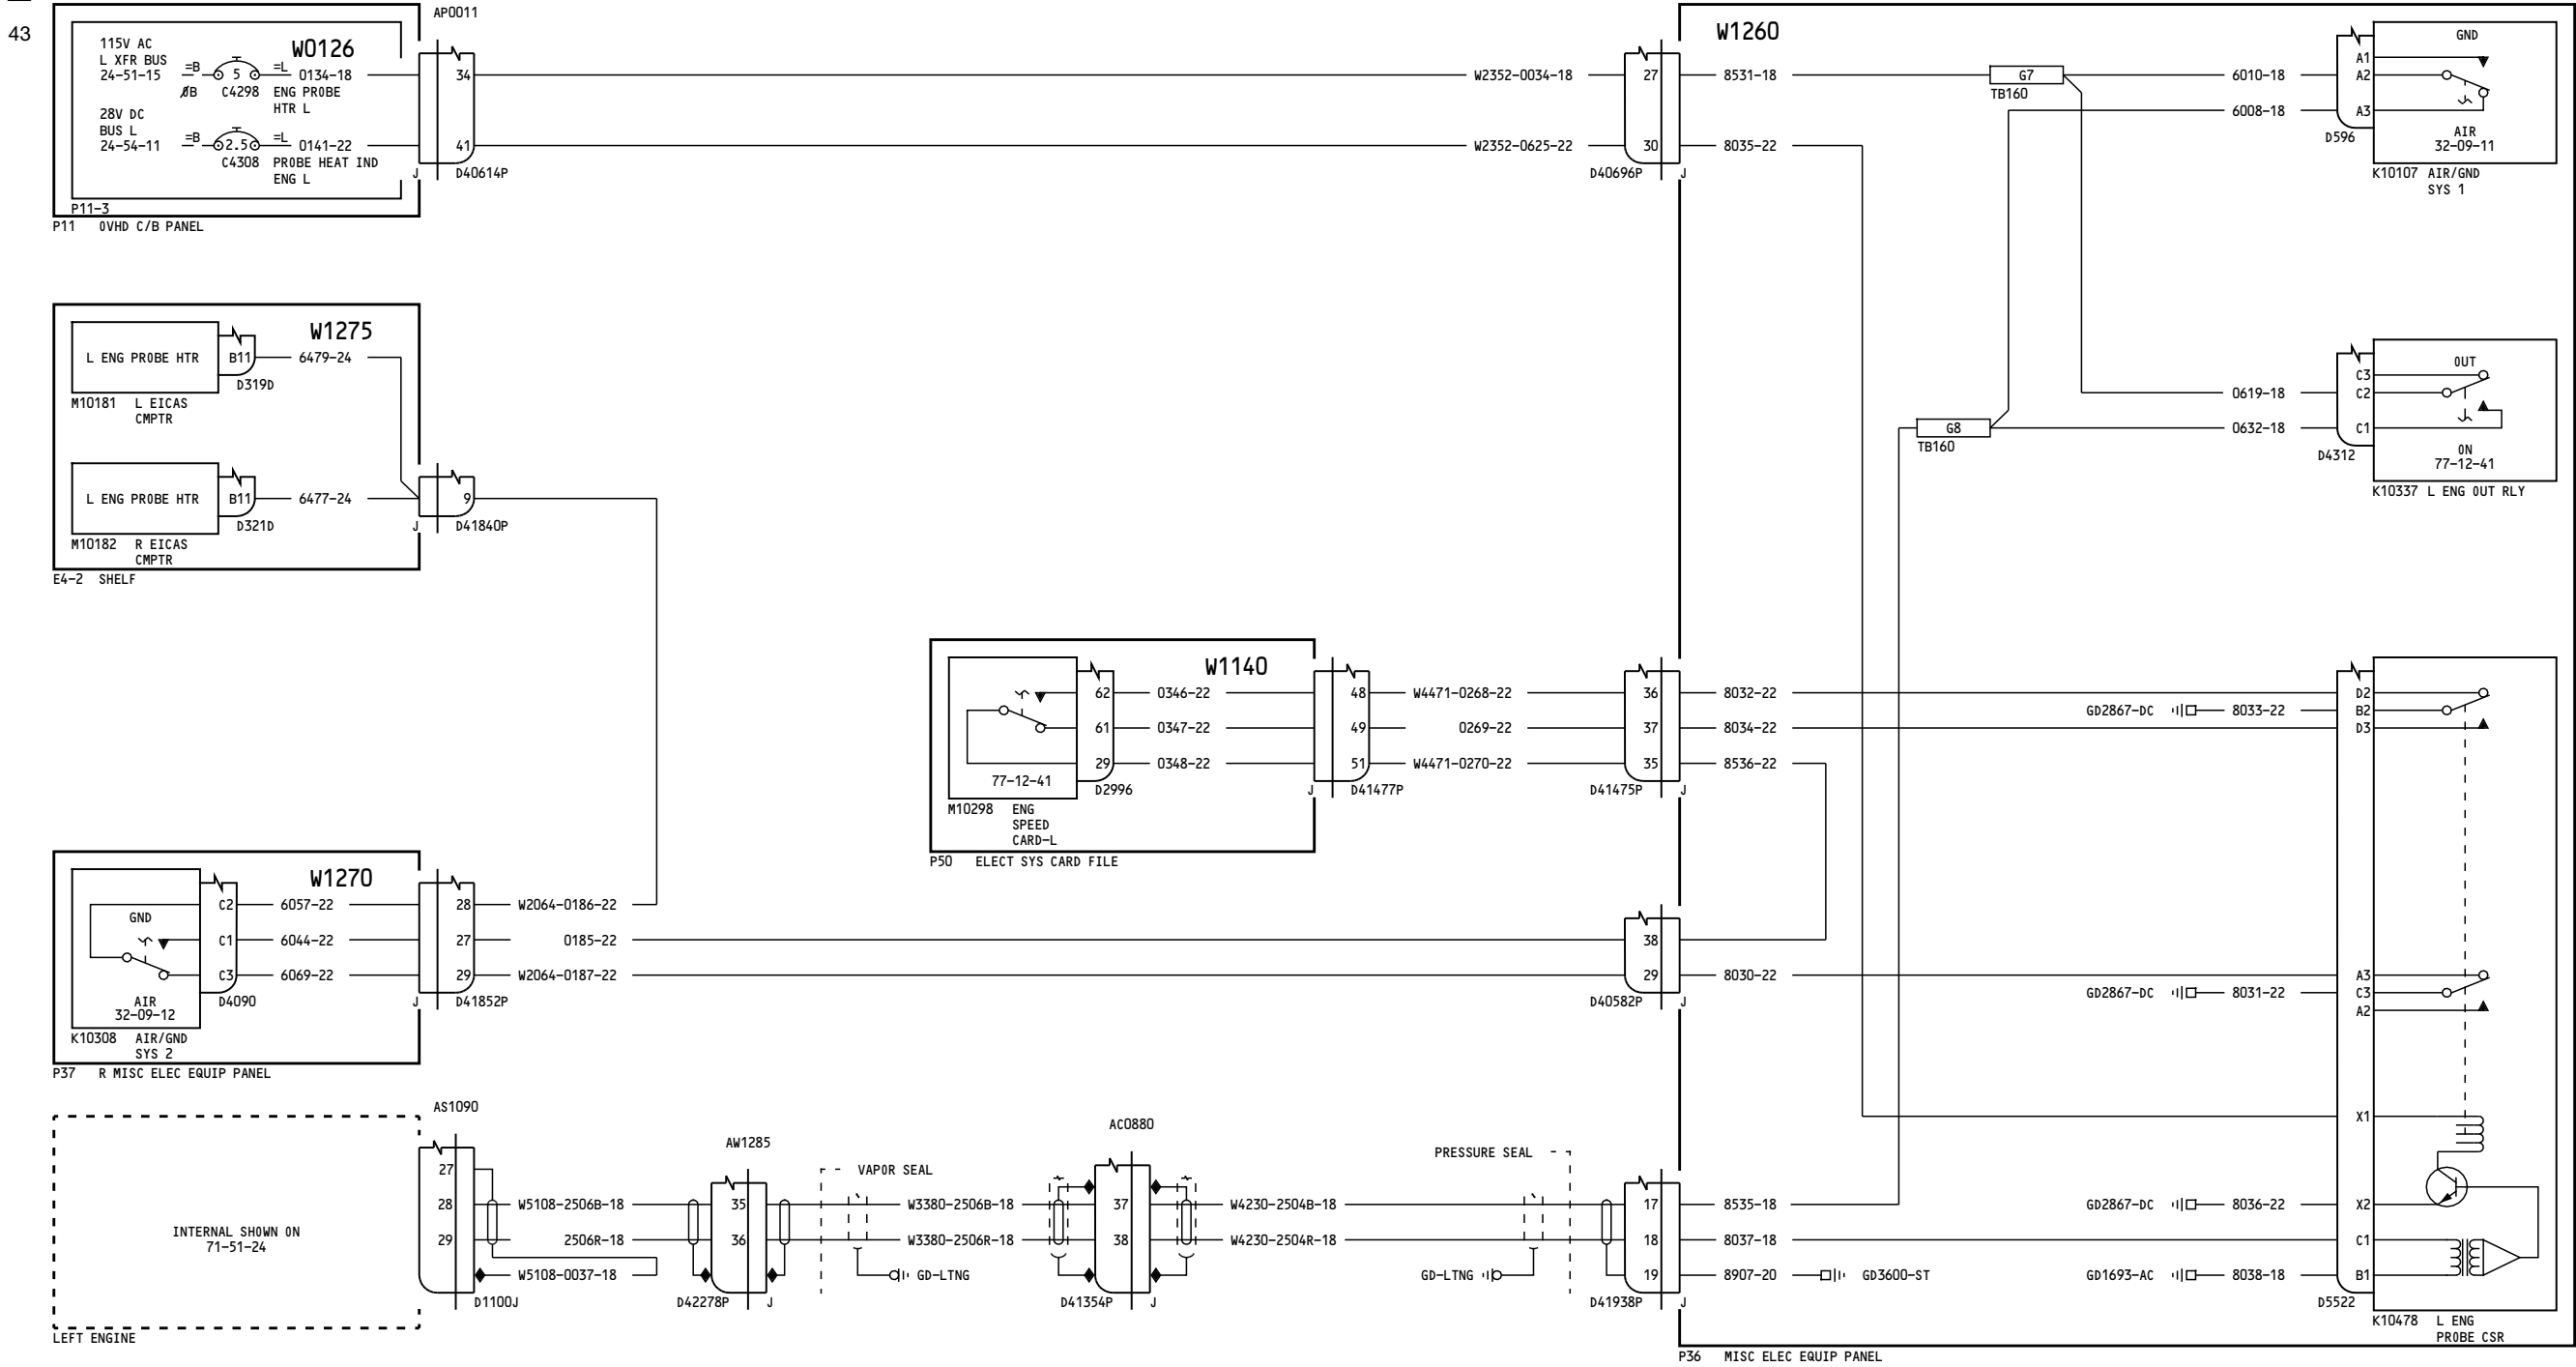 43
115V AC
L XFR BUS
24-51-15
=B
ØB
5
C4298
=L
0134-18
ENG PROBE
HTR L
W0126
28V DC
BUS L
24-54-11
=B
2.5
C4308
=L
0141-22
PROBE HEAT IND
ENG L
P11-3
P11 OVHD C/B PANEL
AP0011
34
41
J
D40614P
W2352-0034-18
W2352-0625-22
27
30
D40696P
J
W1260
8531-18
8035-22
G7
TB160
6010-18
6008-18
A1
A2
A3
D596
GND
AIR
32-09-11
K10107 AIR/GND
SYS 1
W1275
L ENG PROBE HTR
B11
6479-24
D319D
M10181 L EICAS
CMPTR
L ENG PROBE HTR
B11
6477-24
D321D
M10182 R EICAS
CMPTR
E4-2 SHELF
9
J
D41840P
G8
TB160
0619-18
0632-18
C3
C2
C1
D4312
OUT
ON
77-12-41
K10337 L ENG OUT RLY
W1140
77-12-41
M10298 ENG
SPEED
CARD-L
62
61
29
D2996
0346-22
0347-22
0348-22
48
49
51
J
D41477P
P50 ELECT SYS CARD FILE
W4471-0268-22
0269-22
W4471-0270-22
36
37
35
D41475P
J
8032-22
8034-22
8536-22
GD2867-DC
8033-22
D2
B2
D3
W1270
GND
AIR
32-09-12
K10308 AIR/GND
SYS 2
C2
C1
C3
D4090
6057-22
6044-22
6069-22
28
27
29
J
D41852P
P37 R MISC ELEC EQUIP PANEL
W2064-0186-22
0185-22
W2064-0187-22
38
29
D40582P
J
8030-22
GD2867-DC
8031-22
A3
C3
A2
INTERNAL SHOWN ON
71-51-24
LEFT ENGINE
AS1090
27
28
29
D1100J
W5108-2506B-18
2506R-18
W5108-0037-18
AW1285
35
36
D42278P
J
VAPOR SEAL
GD-LTNG
W3380-2506B-18
W3380-2506R-18
AC0880
37
38
D41354P
J
W4230-2504B-18
W4230-2504R-18
PRESSURE SEAL
GD-LTNG
17
18
19
D41938P
J
8535-18
8037-18
8907-20
GD3600-ST
GD2867-DC
8036-22
GD1693-AC
8038-18
X1
X2
C1
B1
D5522
K10478 L ENG
PROBE CSR
P36 MISC ELEC EQUIP PANEL